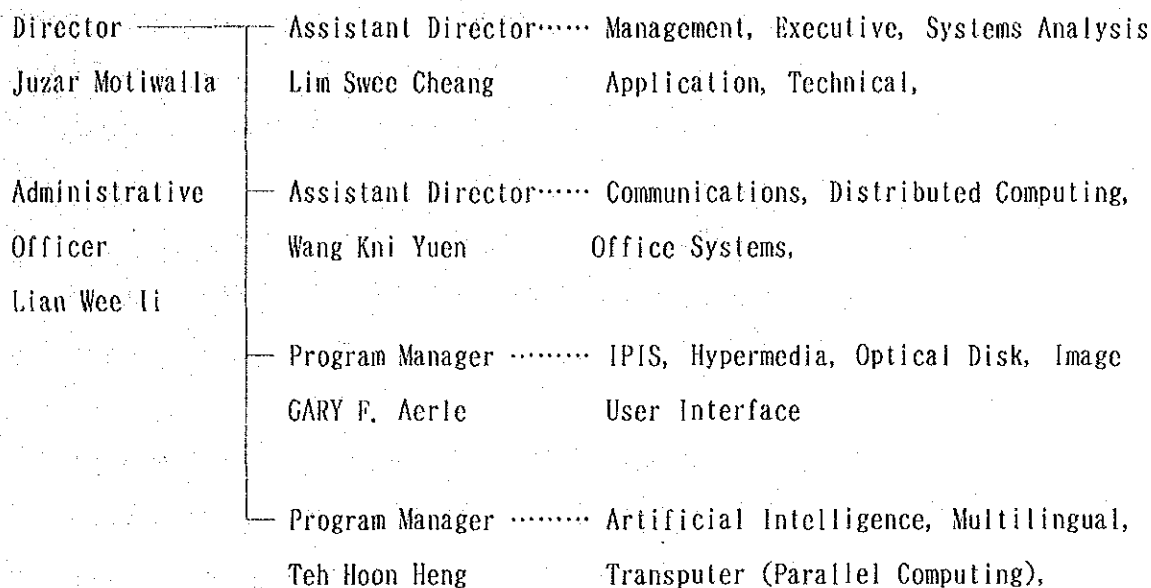 Director Assistant Director…… Management, Executive, Systems Analysis
Juzar Motiwalla Lim Swee Cheang Application, Technical,
Administrative Assistant Director…… Communications, Distributed Computing,
Officer Wang Kni Yuen Office Systems,
Lian Wee li
Program Manager ……… IPIS, Hypermedia, Optical Disk, Image
GARY F. Aerle User Interface
Program Manager ……… Artificial Intelligence, Multilingual,
Teh Hoon Heng Transputer (Parallel Computing),